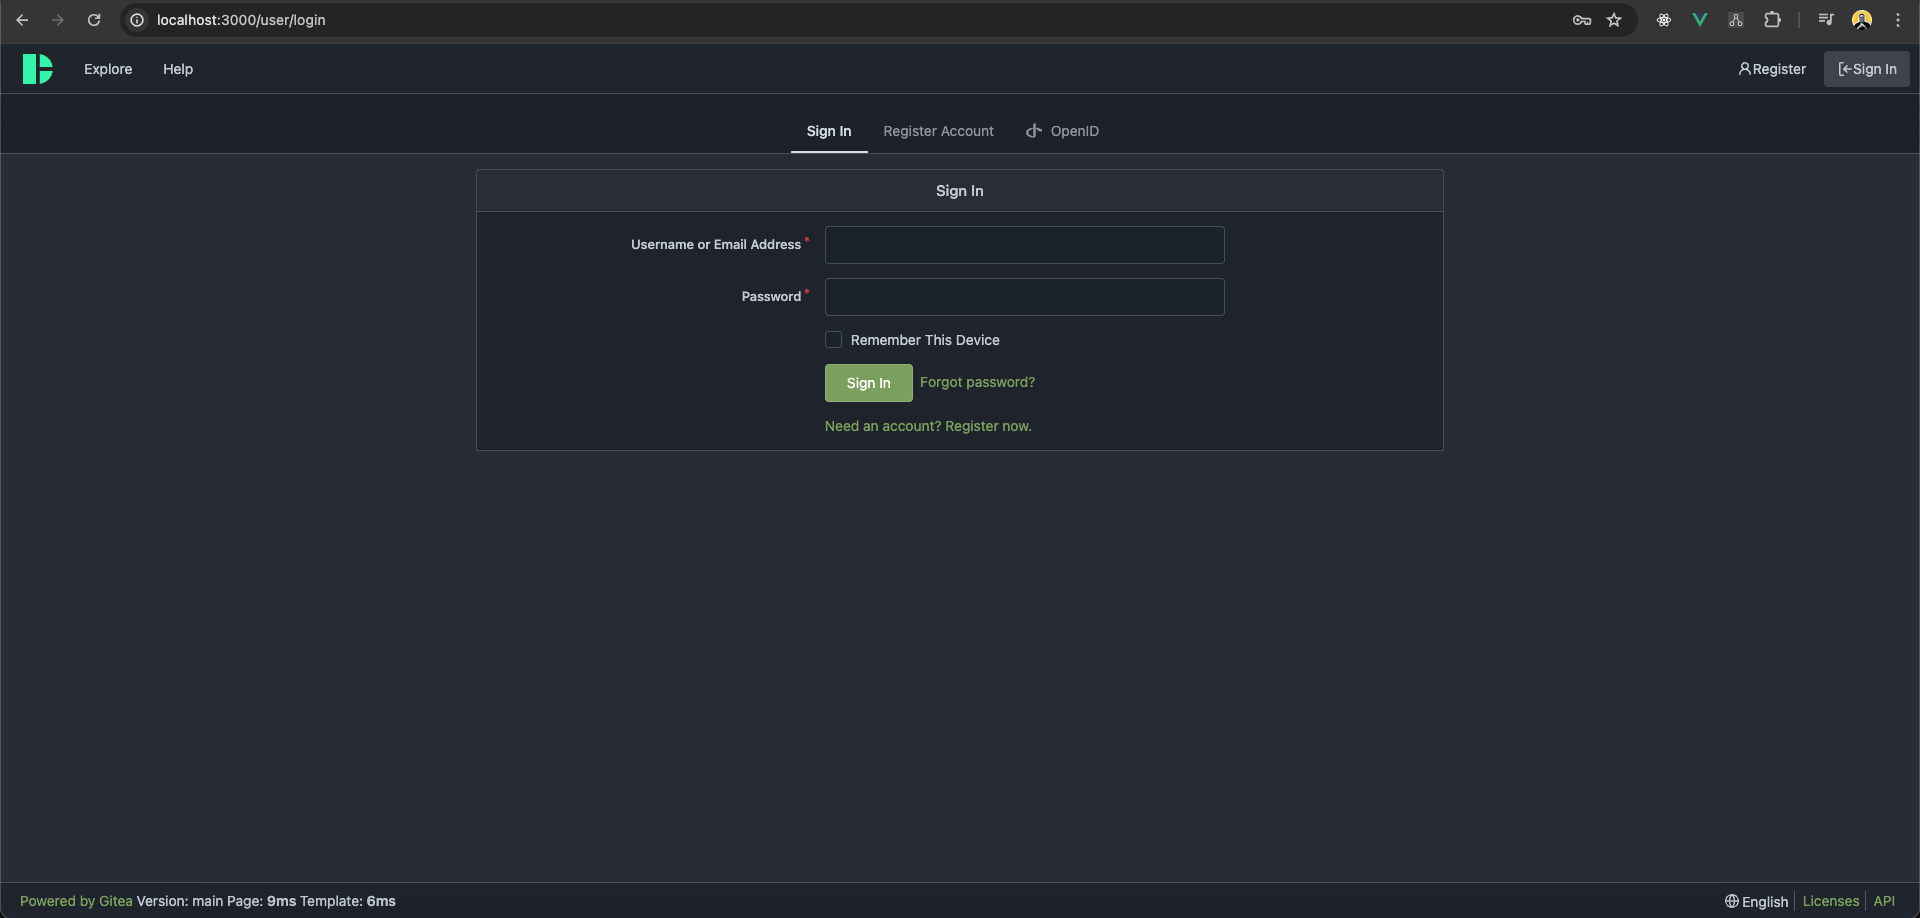 localhost:3000/user/login
Explore Help Register Sign In
Sign In Register Account OpenID
Sign In
Username or Email Address *
Password *
Remember This Device
Sign In Forgot password?
Need an account? Register now.
Powered by Gitea Version: main Page: 9ms Template: 6ms English Licenses API